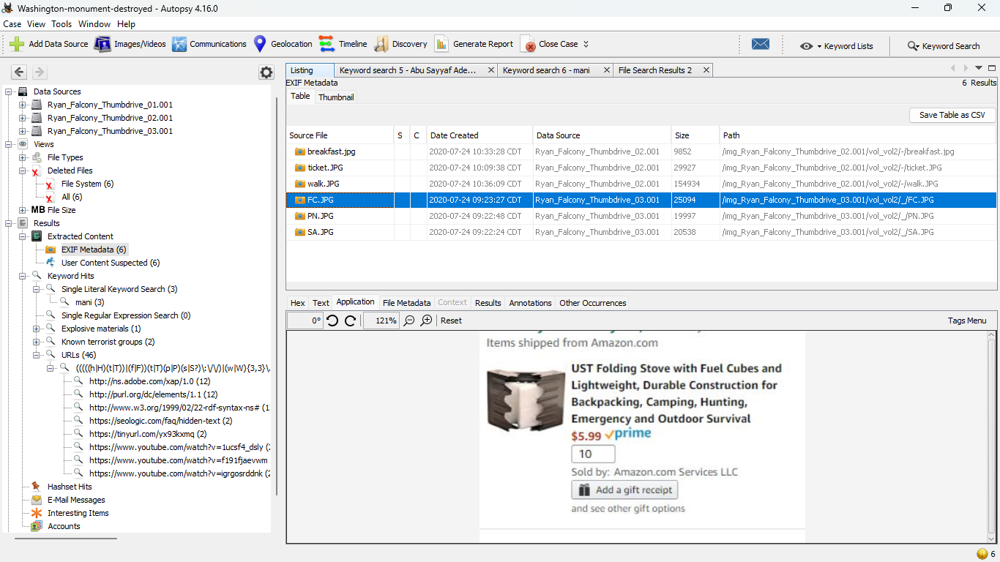 Washington-monument-destroyed - Autopsy 4.16.0
Case View Tools Window Help
Add Data Source Images/Videos Communications Geolocation Timeline Discovery Generate Report Close Case Keyword Lists Keyword Search
Listing Keyword search 5 - Abu Sayyaf Ade... Keyword search 6 - mani File Search Results 2
EXIF Metadata 6 Results
Table Thumbnail
Save Table as CSV
Source File S C Date Created Data Source Size Path
breakfast.jpg 2020-07-24 10:33:28 CDT Ryan_Falcony_Thumbdrive_02.001 9852 /img_Ryan_Falcony_Thumbdrive_02.001/vol_vol2/-/breakfast.jpg
ticket.JPG 2020-07-24 10:09:38 CDT Ryan_Falcony_Thumbdrive_02.001 29927 /img_Ryan_Falcony_Thumbdrive_02.001/vol_vol2/-/ticket.JPG
walk.JPG 2020-07-24 10:36:09 CDT Ryan_Falcony_Thumbdrive_02.001 154934 /img_Ryan_Falcony_Thumbdrive_02.001/vol_vol2/-/walk.JPG
FC.JPG 2020-07-24 09:23:27 CDT Ryan_Falcony_Thumbdrive_03.001 25094 /img_Ryan_Falcony_Thumbdrive_03.001/vol_vol2/_/FC.JPG
PN.JPG 2020-07-24 09:22:48 CDT Ryan_Falcony_Thumbdrive_03.001 19997 /img_Ryan_Falcony_Thumbdrive_03.001/vol_vol2/_/PN.JPG
SA.JPG 2020-07-24 09:22:24 CDT Ryan_Falcony_Thumbdrive_03.001 20538 /img_Ryan_Falcony_Thumbdrive_03.001/vol_vol2/_/SA.JPG
Data Sources
Ryan_Falcony_Thumbdrive_01.001
Ryan_Falcony_Thumbdrive_02.001
Ryan_Falcony_Thumbdrive_03.001
Views
File Types
Deleted Files
File System (6)
All (6)
MB File Size
Results
Extracted Content
EXIF Metadata (6)
User Content Suspected (6)
Keyword Hits
Single Literal Keyword Search (3)
mani (3)
Single Regular Expression Search (0)
Explosive materials (1)
Known terrorist groups (2)
URLs (46)
(((((h|H)(t|T))|(f|F))(t|T)(p|P)(s|S?)\:\/\/)|(w|W){3,3}\.
http://ns.adobe.com/xap/1.0 (12)
http://purl.org/dc/elements/1.1 (12)
http://www.w3.org/1999/02/22-rdf-syntax-ns# (1
https://seologic.com/faq/hidden-text (2)
https://tinyurl.com/yx93kxmq (2)
https://www.youtube.com/watch?v=1ucsf4_dsly (2
https://www.youtube.com/watch?v=f191fjaevwm
https://www.youtube.com/watch?v=igrgosrddnk (2
Hashset Hits
E-Mail Messages
Interesting Items
Accounts
Hex Text Application File Metadata Context Results Annotations Other Occurrences
0° 121% Reset Tags Menu
Items shipped from Amazon.com
UST Folding Stove with Fuel Cubes and
Lightweight, Durable Construction for
Backpacking, Camping, Hunting,
Emergency and Outdoor Survival
$5.99 prime
10
Sold by: Amazon.com Services LLC
Add a gift receipt
and see other gift options
6